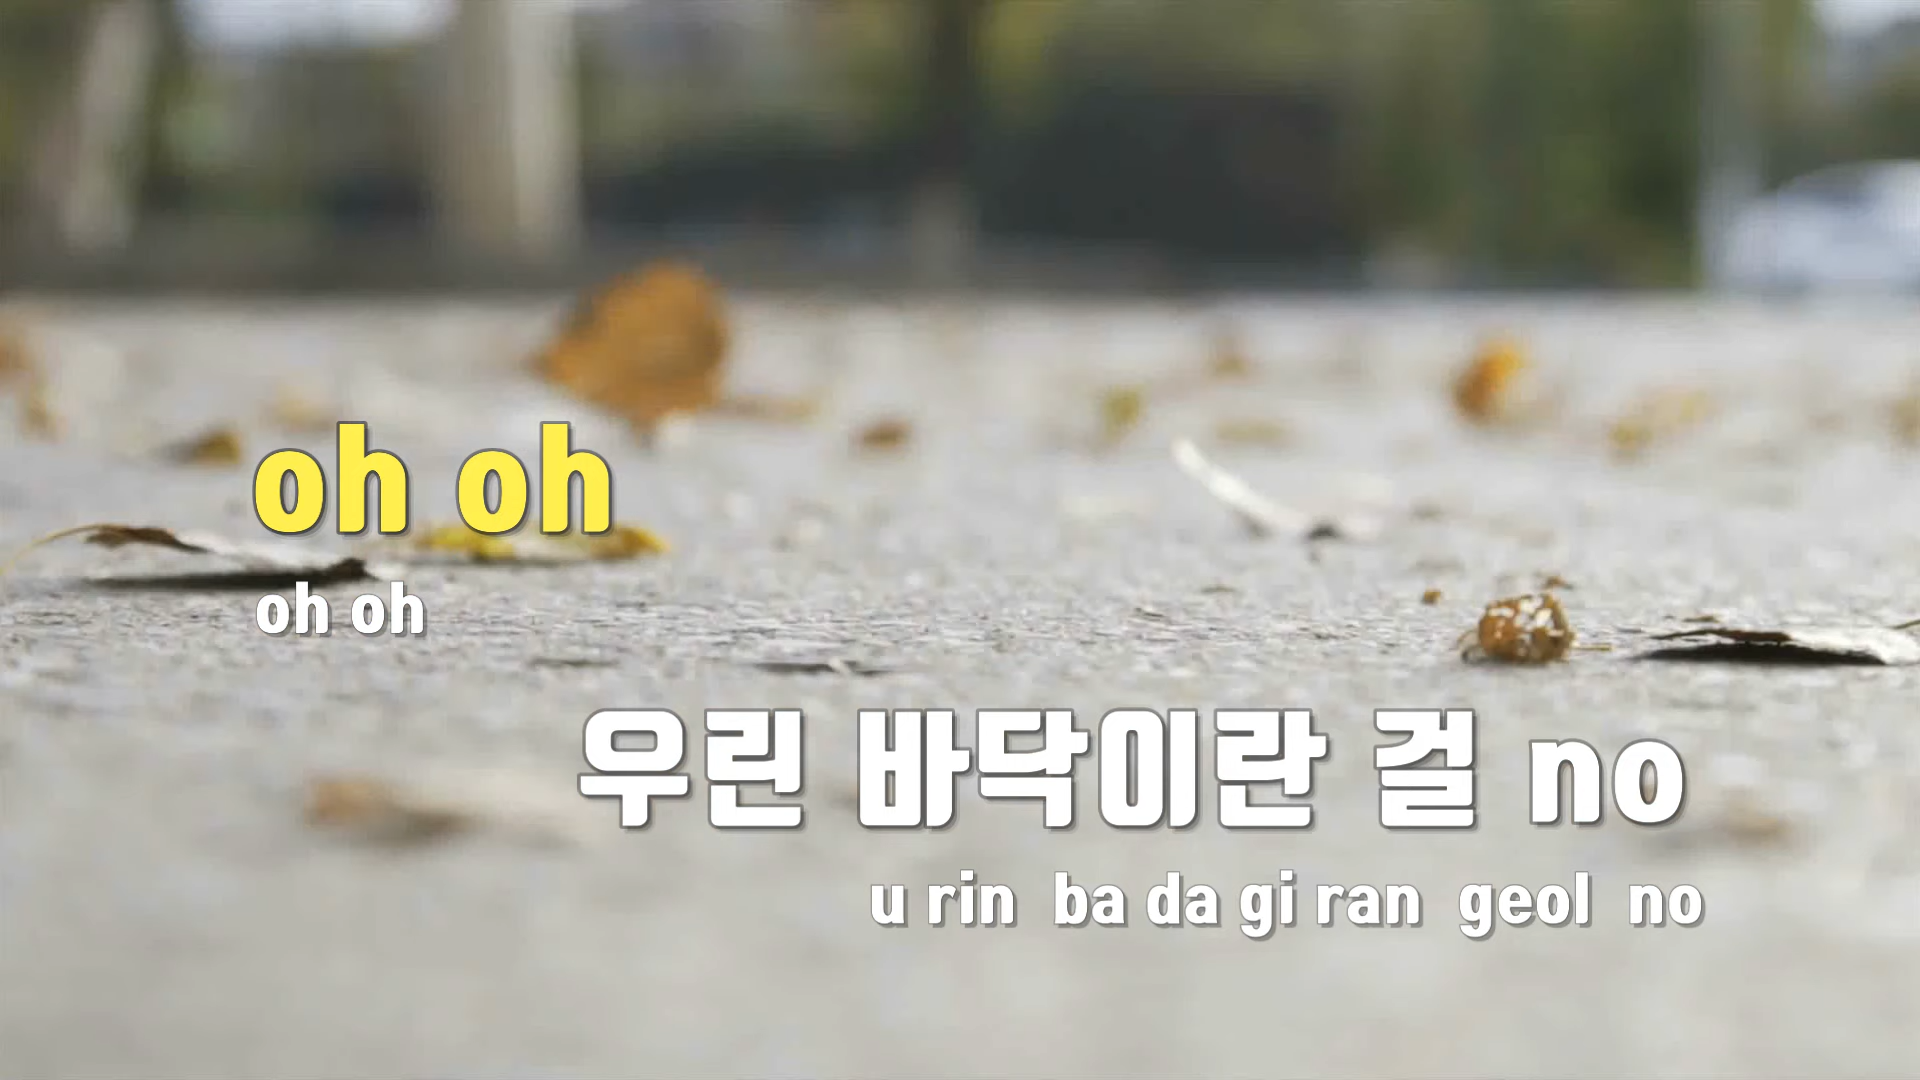 oh oh
oh oh
우린 바닥이란 걸 no
u rin ba da gi ran geol no